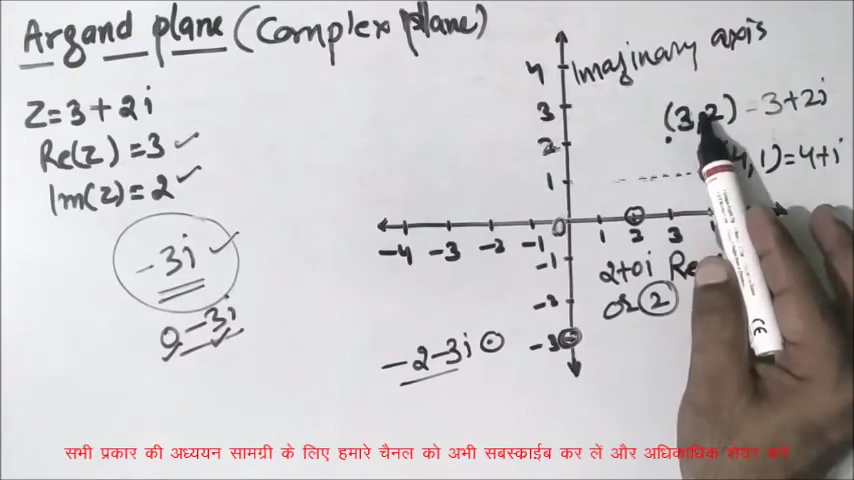 Argand plane (Complex plane)
Z = 3 + 2i
Re(z) = 3 ✓
Im(z) = 2 ✓
-3i ✓
0-3i
Imaginary axis
4
3
2
1
(3,2) = 3+2i
4,1) = 4+i
-4 -3 -2 -1 0 1 2 3
-1
-2
-3
2+0i Re
or 2
-2-3i
CE
सभी प्रकार की अध्ययन सामग्री के लिए हमारे चैनल को अभी सबस्क्राईब कर लें और अधिकाधिक शेयर करें